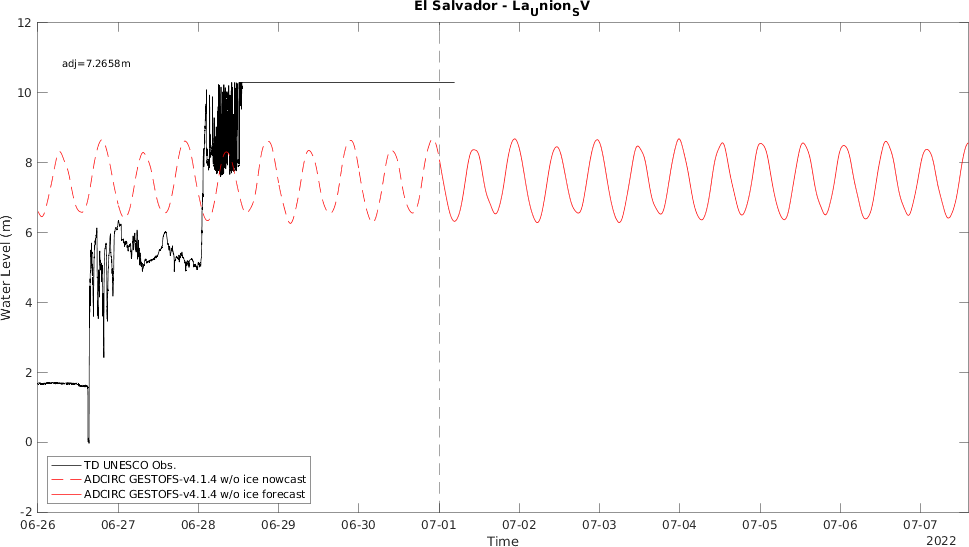 El Salvador - LaUnionSV
adj=7.2658m
12
10
8
6
4
2
0
-2
Water Level (m)
TD UNESCO Obs.
ADCIRC GESTOFS-v4.1.4 w/o ice nowcast
ADCIRC GESTOFS-v4.1.4 w/o ice forecast
06-26 06-27 06-28 06-29 06-30 07-01 07-02 07-03 07-04 07-05 07-06 07-07
Time
2022